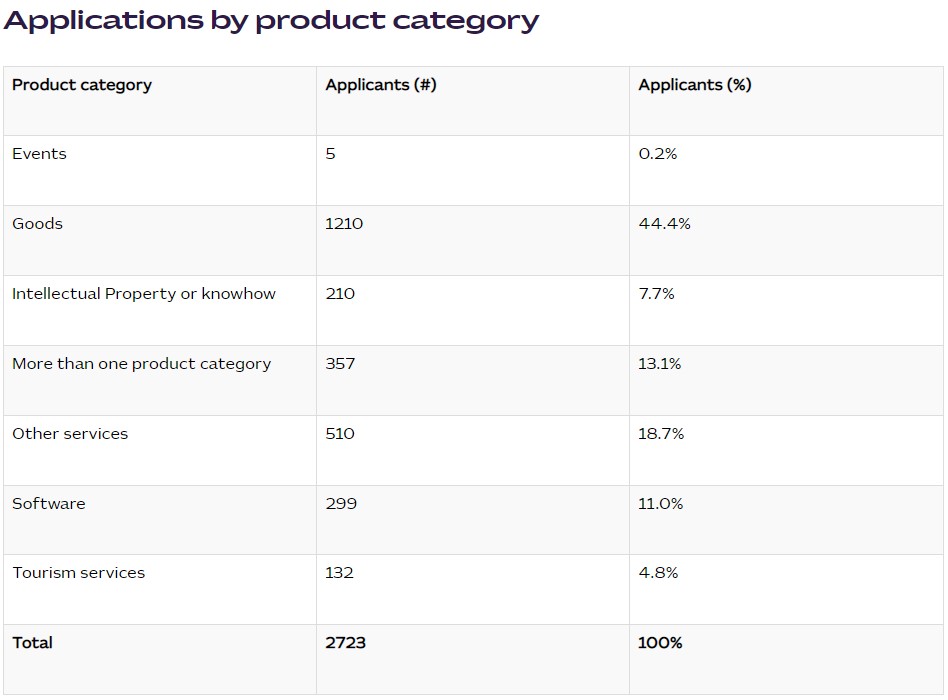 Applications by product category
Product category Applicants (#) Applicants (%)
Events 5 0.2%
Goods 1210 44.4%
Intellectual Property or knowhow 210 7.7%
More than one product category 357 13.1%
Other services 510 18.7%
Software 299 11.0%
Tourism services 132 4.8%
Total 2723 100%